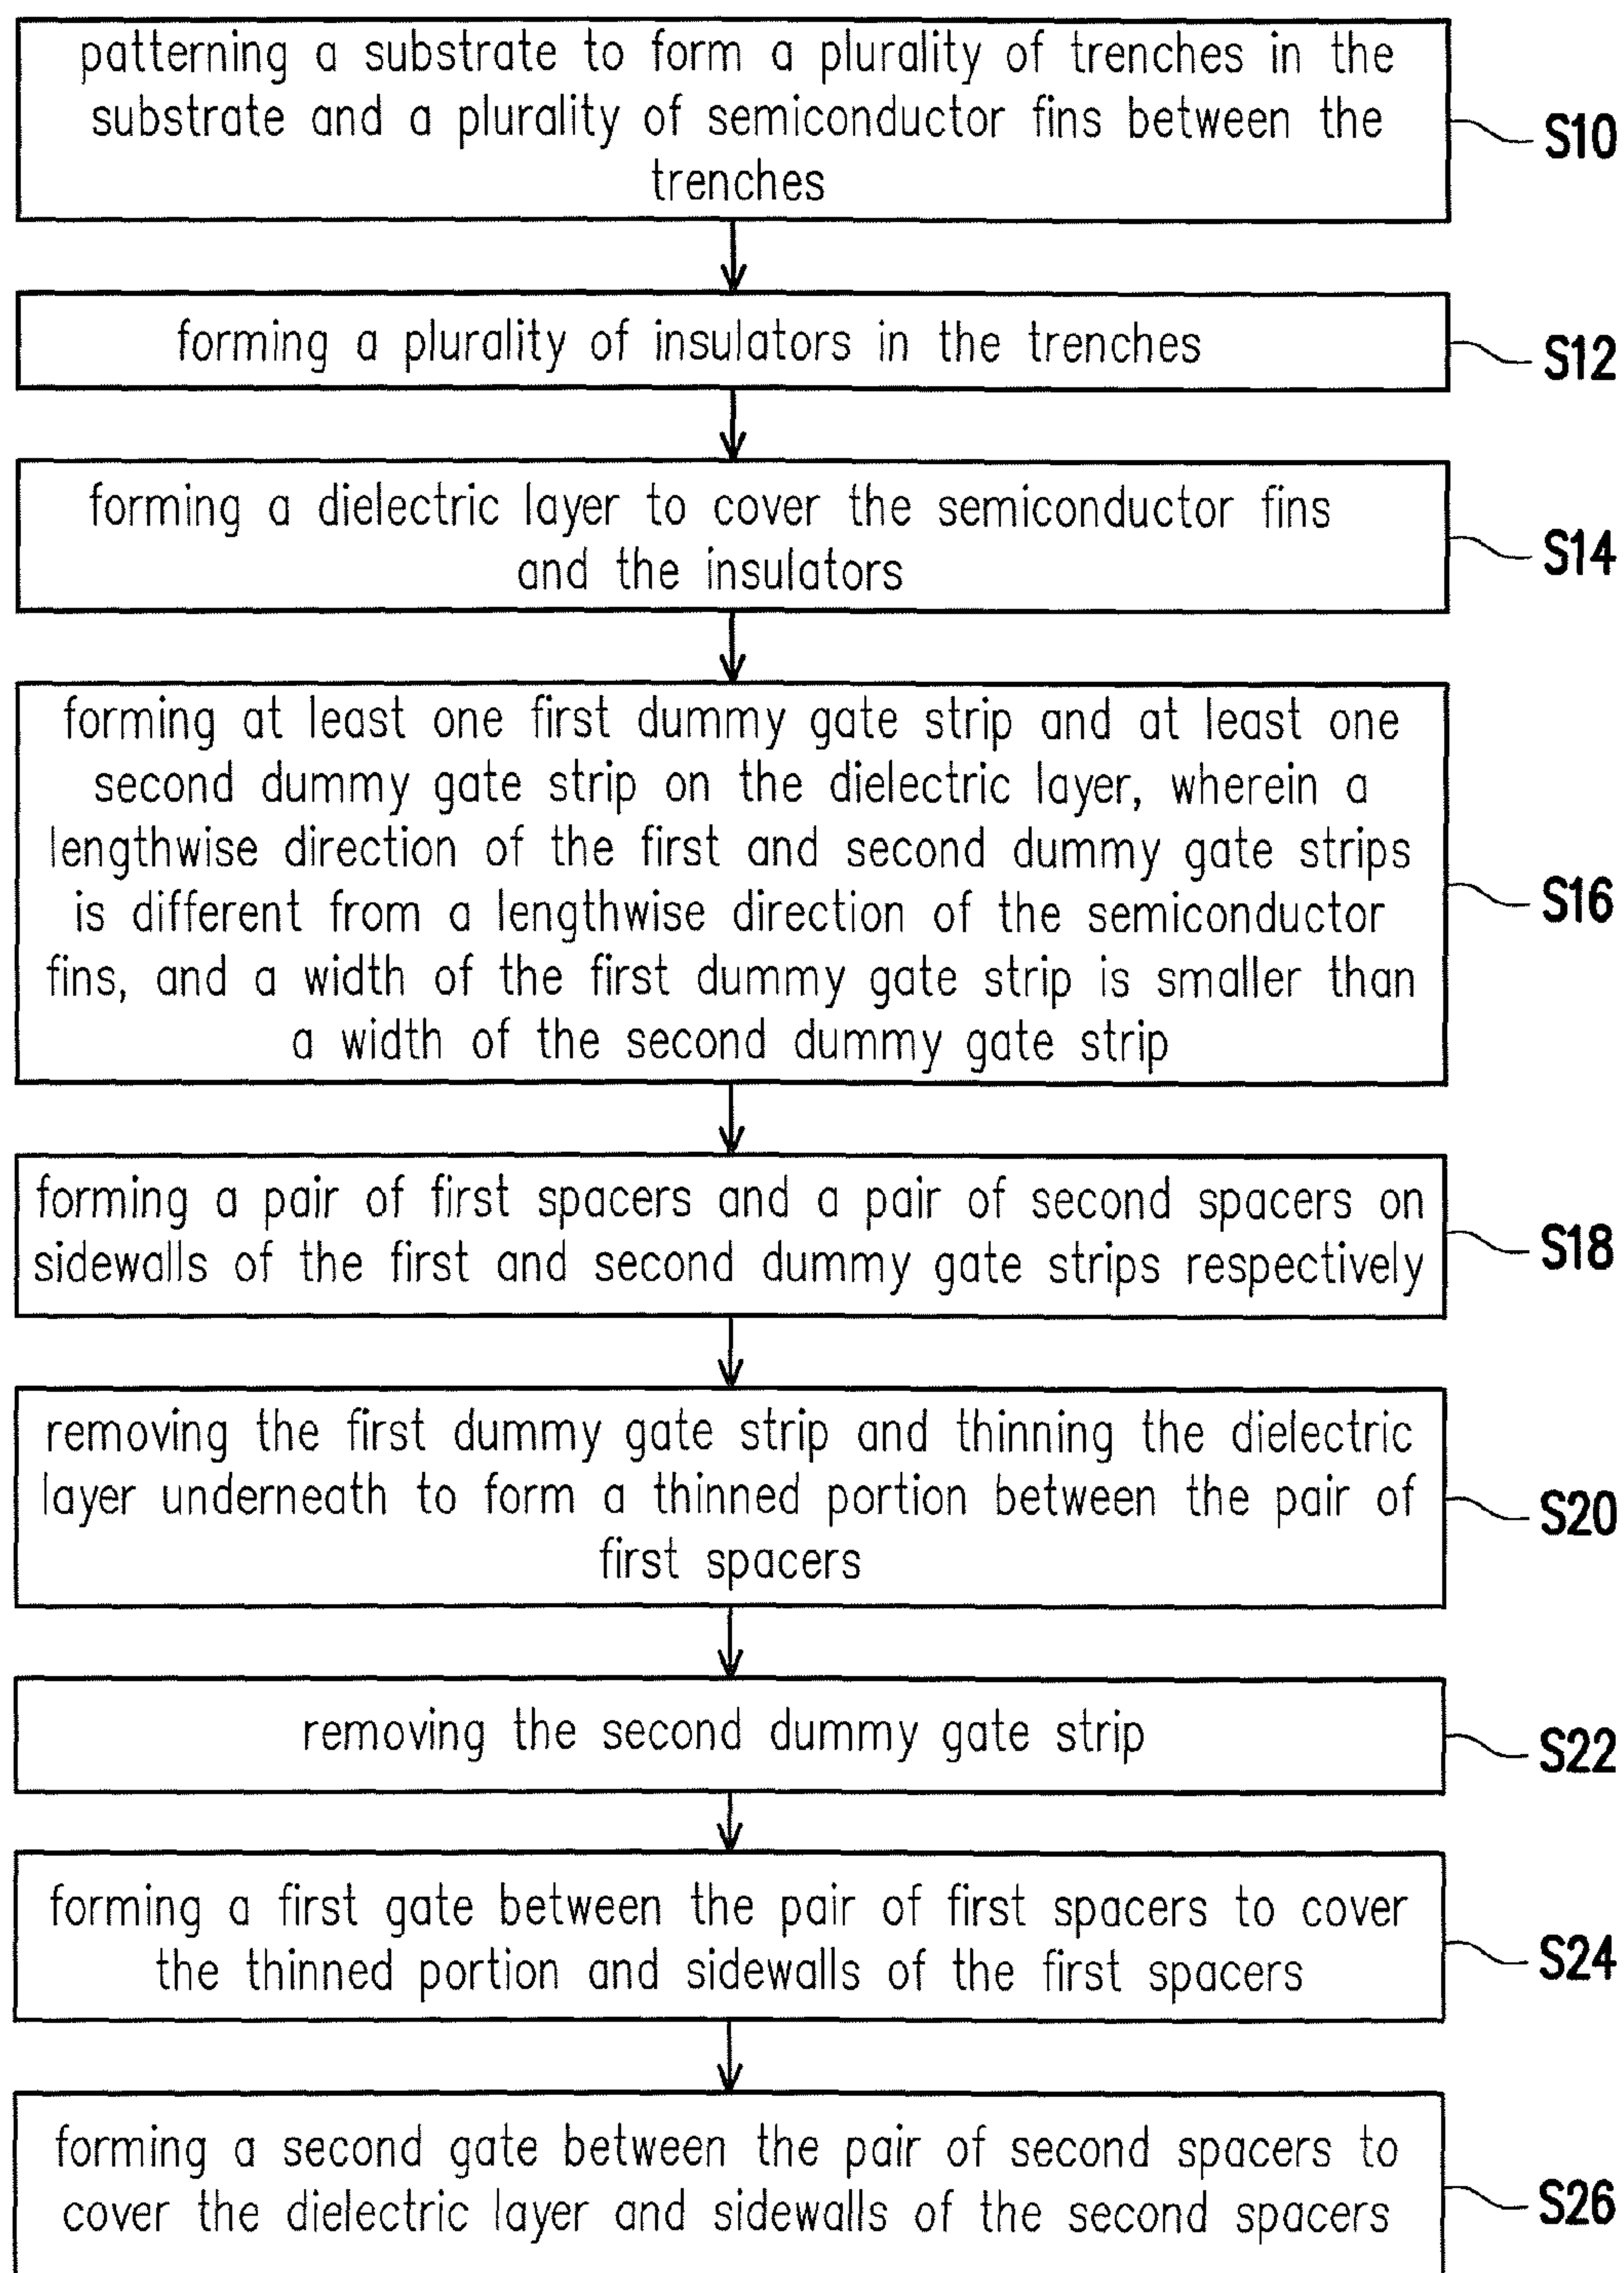 patterning a substrate to form a plurality of trenches in the
substrate and a plurality of semiconductor fins between the
trenches
S10
forming a plurality of insulators in the trenches
S12
forming a dielectric layer to cover the semiconductor fins
and the insulators
S14
forming at least one first dummy gate strip and at least one
second dummy gate strip on the dielectric layer, wherein a
lengthwise direction of the first and second dummy gate strips
is different from a lengthwise direction of the semiconductor
fins, and a width of the first dummy gate strip is smaller than
a width of the second dummy gate strip
S16
forming a pair of first spacers and a pair of second spacers on
sidewalls of the first and second dummy gate strips respectively
S18
removing the first dummy gate strip and thinning the dielectric
layer underneath to form a thinned portion between the pair of
first spacers
S20
removing the second dummy gate strip
S22
forming a first gate between the pair of first spacers to cover
the thinned portion and sidewalls of the first spacers
S24
forming a second gate between the pair of second spacers to
cover the dielectric layer and sidewalls of the second spacers
S26